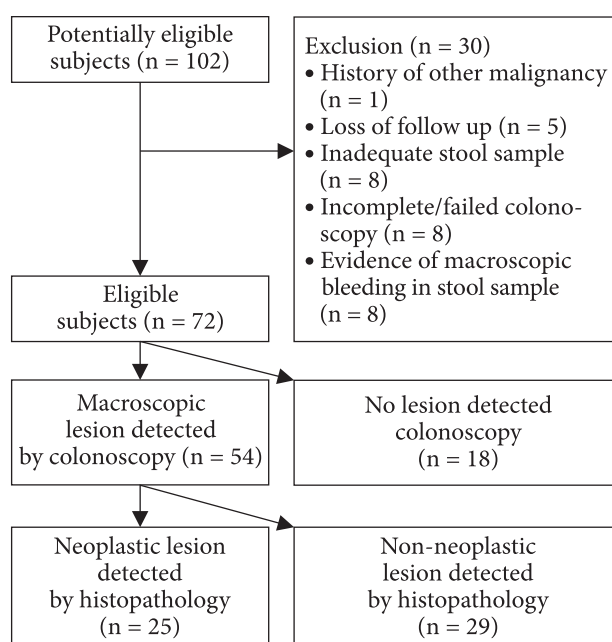 Potentially eligible
subjects (n = 102)
Exclusion (n = 30)
• History of other malignancy
(n = 1)
• Loss of follow up (n = 5)
• Inadequate stool sample
(n = 8)
• Incomplete/failed colono-
scopy (n = 8)
• Evidence of macroscopic
bleeding in stool sample
(n = 8)
Eligible
subjects (n = 72)
Macroscopic
lesion detected
by colonoscopy (n = 54)
No lesion detected
colonoscopy
(n = 18)
Neoplastic lesion
detected
by histopathology
(n = 25)
Non-neoplastic
lesion detected
by histopathology
(n = 29)